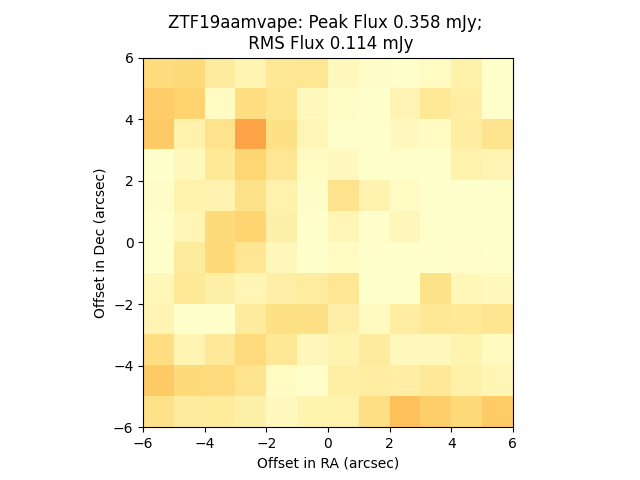 ZTF19aamvape: Peak Flux 0.358 mJy;
RMS Flux 0.114 mJy
6
4
2
0
−2
−4
−6
Offset in Dec (arcsec)
−6 −4 −2 0 2 4 6
Offset in RA (arcsec)